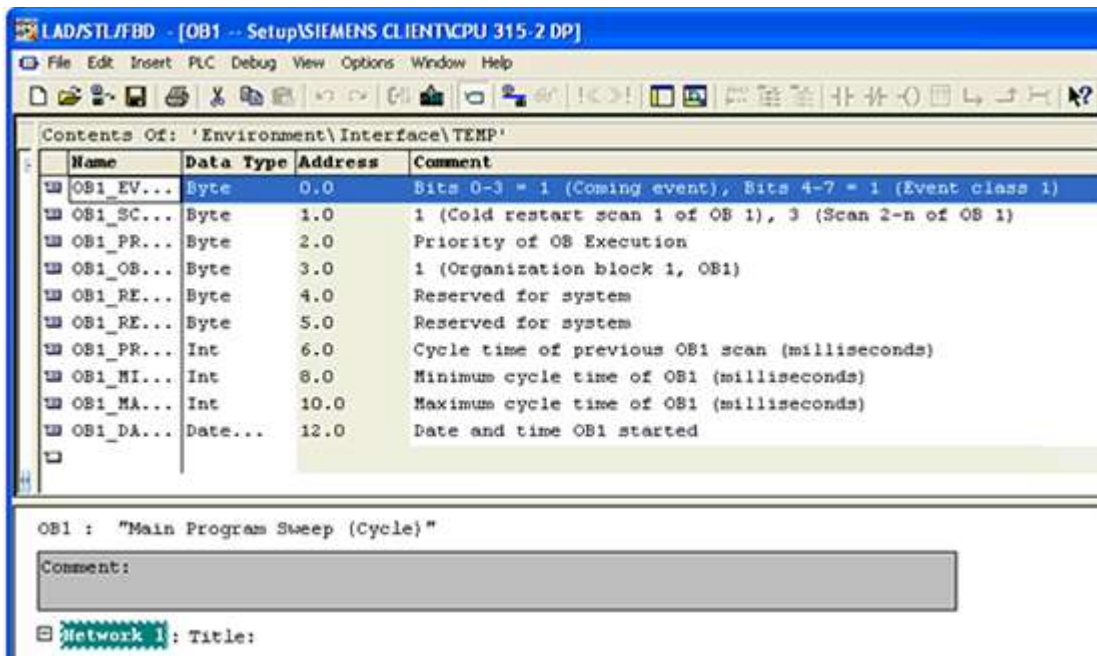 LAD/STL/FBD - [OB1 -- Setup\SIEMENS CLIENT\CPU 315-2 DP]
File Edit Insert PLC Debug View Options Window Help
Contents Of: 'Environment\Interface\TEMP'
Name Data Type Address Comment
OB1_EV... Byte 0.0 Bits 0-3 = 1 (Coming event), Bits 4-7 = 1 (Event class 1)
OB1_SC... Byte 1.0 1 (Cold restart scan 1 of OB 1), 3 (Scan 2-n of OB 1)
OB1_PR... Byte 2.0 Priority of OB Execution
OB1_OB... Byte 3.0 1 (Organization block 1, OB1)
OB1_RE... Byte 4.0 Reserved for system
OB1_RE... Byte 5.0 Reserved for system
OB1_PR... Int 6.0 Cycle time of previous OB1 scan (milliseconds)
OB1_MI... Int 8.0 Minimum cycle time of OB1 (milliseconds)
OB1_MA... Int 10.0 Maximum cycle time of OB1 (milliseconds)
OB1_DA... Date... 12.0 Date and time OB1 started
OB1 : "Main Program Sweep (Cycle)"
Comment:
Network 1 : Title: